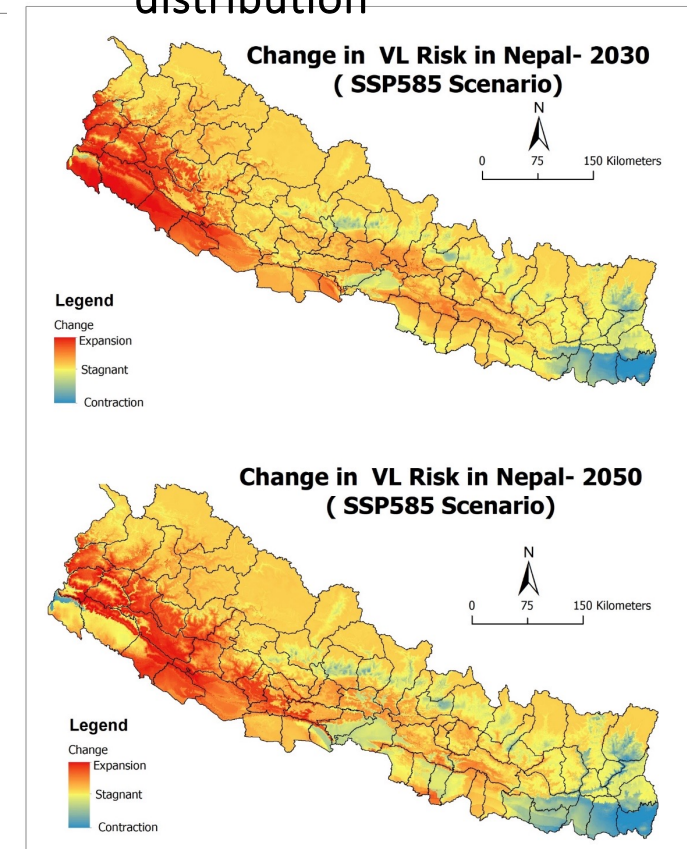 distribution
Change in VL Risk in Nepal- 2030
( SSP585 Scenario)
N
0 75 150 Kilometers
Legend
Change
Expansion
Stagnant
Contraction
Change in VL Risk in Nepal- 2050
( SSP585 Scenario)
N
0 75 150 Kilometers
Legend
Change
Expansion
Stagnant
Contraction